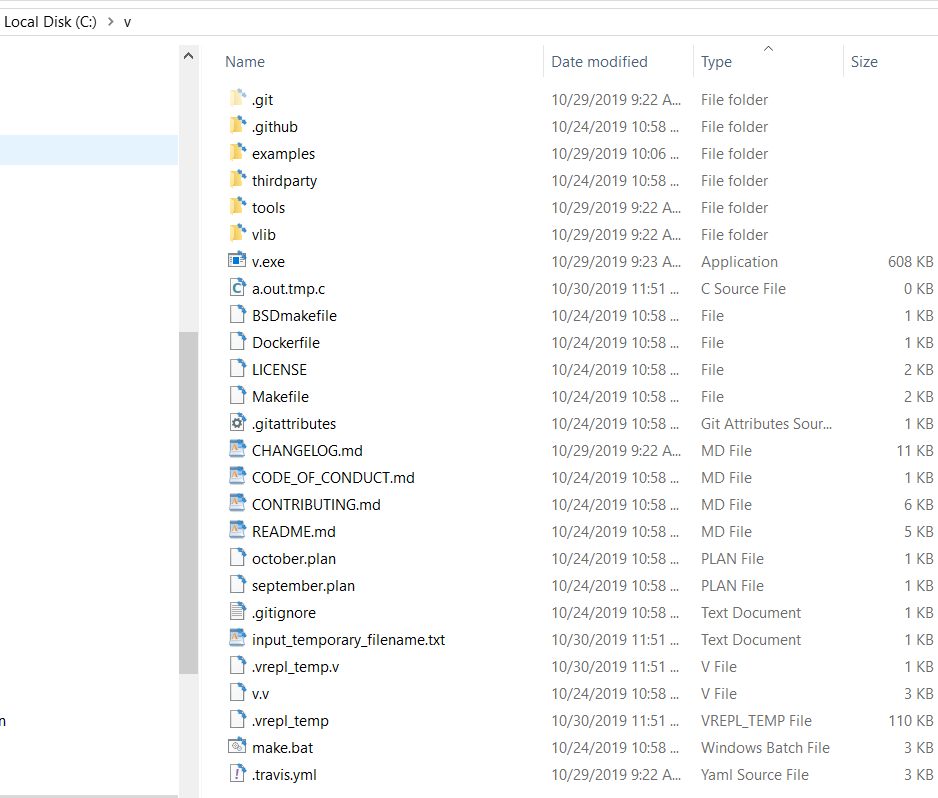 Local Disk (C:) > v
Name Date modified Type Size
.git 10/29/2019 9:22 A... File folder
.github 10/24/2019 10:58 ... File folder
examples 10/29/2019 10:06 ... File folder
thirdparty 10/24/2019 10:58 ... File folder
tools 10/29/2019 9:22 A... File folder
vlib 10/29/2019 9:22 A... File folder
v.exe 10/29/2019 9:23 A... Application 608 KB
a.out.tmp.c 10/30/2019 11:51 ... C Source File 0 KB
BSDmakefile 10/24/2019 10:58 ... File 1 KB
Dockerfile 10/24/2019 10:58 ... File 1 KB
LICENSE 10/24/2019 10:58 ... File 2 KB
Makefile 10/24/2019 10:58 ... File 2 KB
.gitattributes 10/24/2019 10:58 ... Git Attributes Sour... 1 KB
CHANGELOG.md 10/29/2019 9:22 A... MD File 11 KB
CODE_OF_CONDUCT.md 10/24/2019 10:58 ... MD File 1 KB
CONTRIBUTING.md 10/24/2019 10:58 ... MD File 6 KB
README.md 10/24/2019 10:58 ... MD File 5 KB
october.plan 10/24/2019 10:58 ... PLAN File 1 KB
september.plan 10/24/2019 10:58 ... PLAN File 1 KB
.gitignore 10/24/2019 10:58 ... Text Document 1 KB
input_temporary_filename.txt 10/30/2019 11:51 ... Text Document 1 KB
.vrepl_temp.v 10/30/2019 11:51 ... V File 1 KB
v.v 10/24/2019 10:58 ... V File 3 KB
n .vrepl_temp 10/30/2019 11:51 ... VREPL_TEMP File 110 KB
make.bat 10/24/2019 10:58 ... Windows Batch File 3 KB
.travis.yml 10/29/2019 9:22 A... Yaml Source File 3 KB